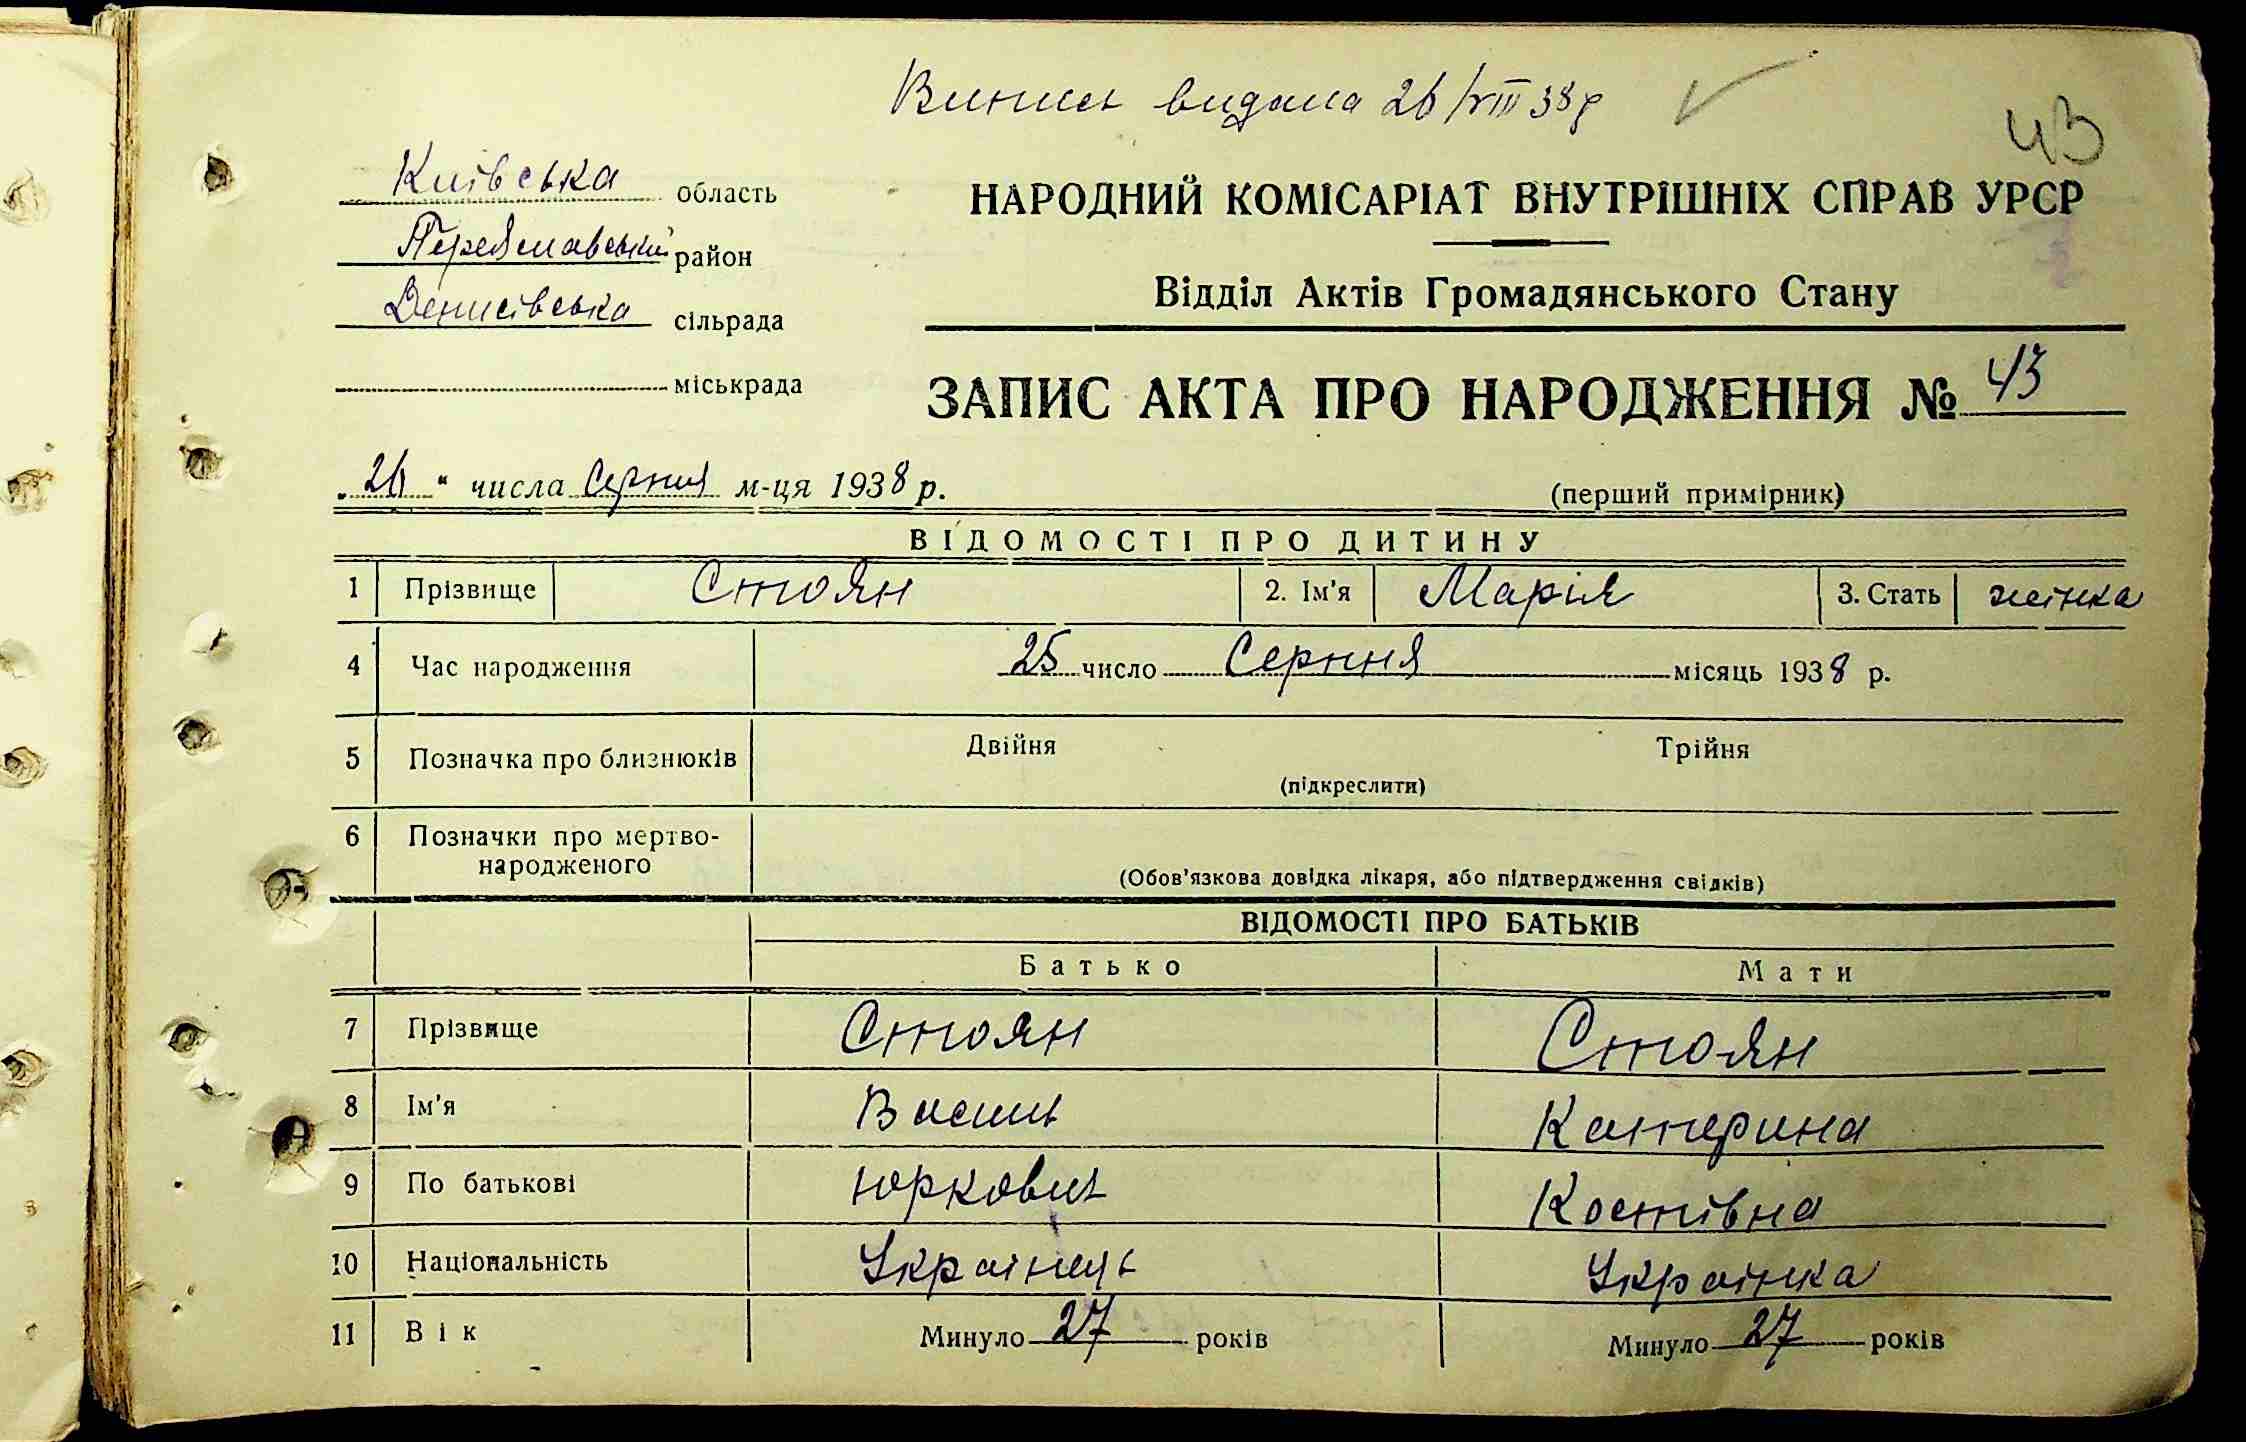 Випись видана 26/VIII 38 р
43
Київська область
НАРОДНИЙ КОМІСАРІАТ ВНУТРІШНІХ СПРАВ УРСР
Переяславський район
Денисівська сільрада
Відділ Актів Громадянського Стану
міськрада
ЗАПИС АКТА ПРО НАРОДЖЕННЯ № 43
„26“ числа Серпня м-ця 1938 р.
(перший примірник)
ВІДОМОСТІ ПРО ДИТИНУ
1 Прізвище Стоян 2. Ім'я Марія 3. Стать жінка
4 Час народження 25 число Серпня місяць 1938 р.
5 Позначка про близнюків Двійня Трійня
(підкреслити)
6 Позначки про мертво-
народженого
(Обов'язкова довідка лікаря, або підтвердження свідків)
ВІДОМОСТІ ПРО БАТЬКІВ
Батько Мати
7 Прізвище Стоян Стоян
8 Ім'я Василь Катерина
9 По батькові Юркович Костівна
10 Національність Українець Українка
11 Вік Минуло 27 років Минуло 27 років